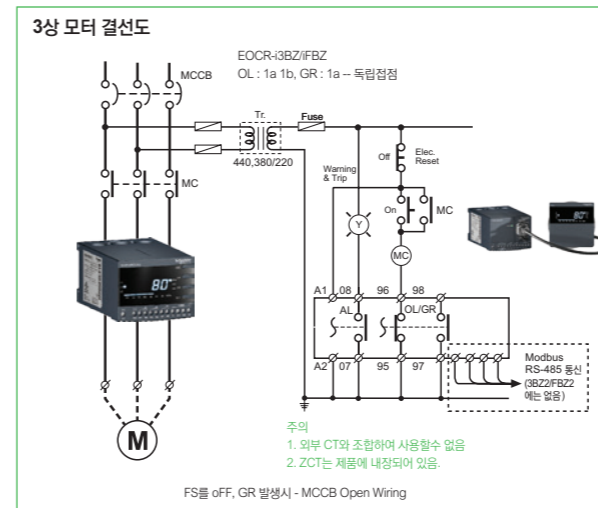 3상 모터 결선도
EOCR-i3BZ/iFBZ
OL : 1a 1b, GR : 1a -- 독립접점
MCCB
Tr.
Fuse
440,380/220
Off
Elec.
Reset
Warning
& Trip
On
MC
MC
Y
MC
80
80
A1 08 96 98
AL
OL/GR
A2 07 95 97
Modbus
RS-485 통신
(3BZ2/FBZ2
에는 없음)
M
주의
1. 외부 CT와 조합하여 사용할수 없음
2. ZCT는 제품에 내장되어 있음.
FS를 oFF, GR 발생시 - MCCB Open Wiring